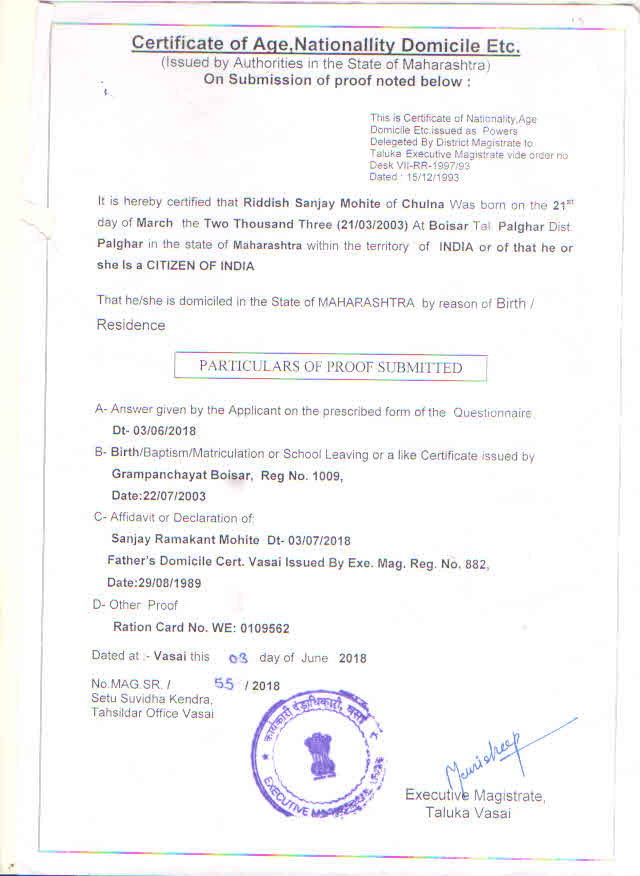 Certificate of Age,Nationallity Domicile Etc.
(Issued by Authorities in the State of Maharashtra)
On Submission of proof noted below :
This is Certificate of Nationality,Age
Domicile Etc.issued as Powers
Delegeted By District Magistrate to
Taluka Executive Magistrate vide order no
Desk VII-RR-1997/93
Dated : 15/12/1993
It is hereby certified that Riddish Sanjay Mohite of Chulna Was born on the 21st
day of March the Two Thousand Three (21/03/2003) At Boisar Tal Palghar Dist.
Palghar in the state of Maharashtra within the territory of INDIA or of that he or
she Is a CITIZEN OF INDIA
That he/she is domiciled in the State of MAHARASHTRA by reason of Birth /
Residence
PARTICULARS OF PROOF SUBMITTED
A- Answer given by the Applicant on the prescribed form of the Questionnaire
Dt- 03/06/2018
B- Birth/Baptism/Matriculation or School Leaving or a like Certificate issued by
Grampanchayat Boisar, Reg No. 1009,
Date:22/07/2003
C- Affidavit or Declaration of:
Sanjay Ramakant Mohite Dt- 03/07/2018
Father's Domicile Cert. Vasai Issued By Exe. Mag. Reg. No. 882,
Date:29/08/1989
D- Other Proof
Ration Card No. WE: 0109562
Dated at :- Vasai this 03 day of June 2018
No.MAG.SR. / 55 / 2018
Setu Suvidha Kendra,
Tahsildar Office Vasai
कार्यकारी दंडाधिकारी, वसई
EXECUTIVE MAGISTRATE
Executive Magistrate,
Taluka Vasai